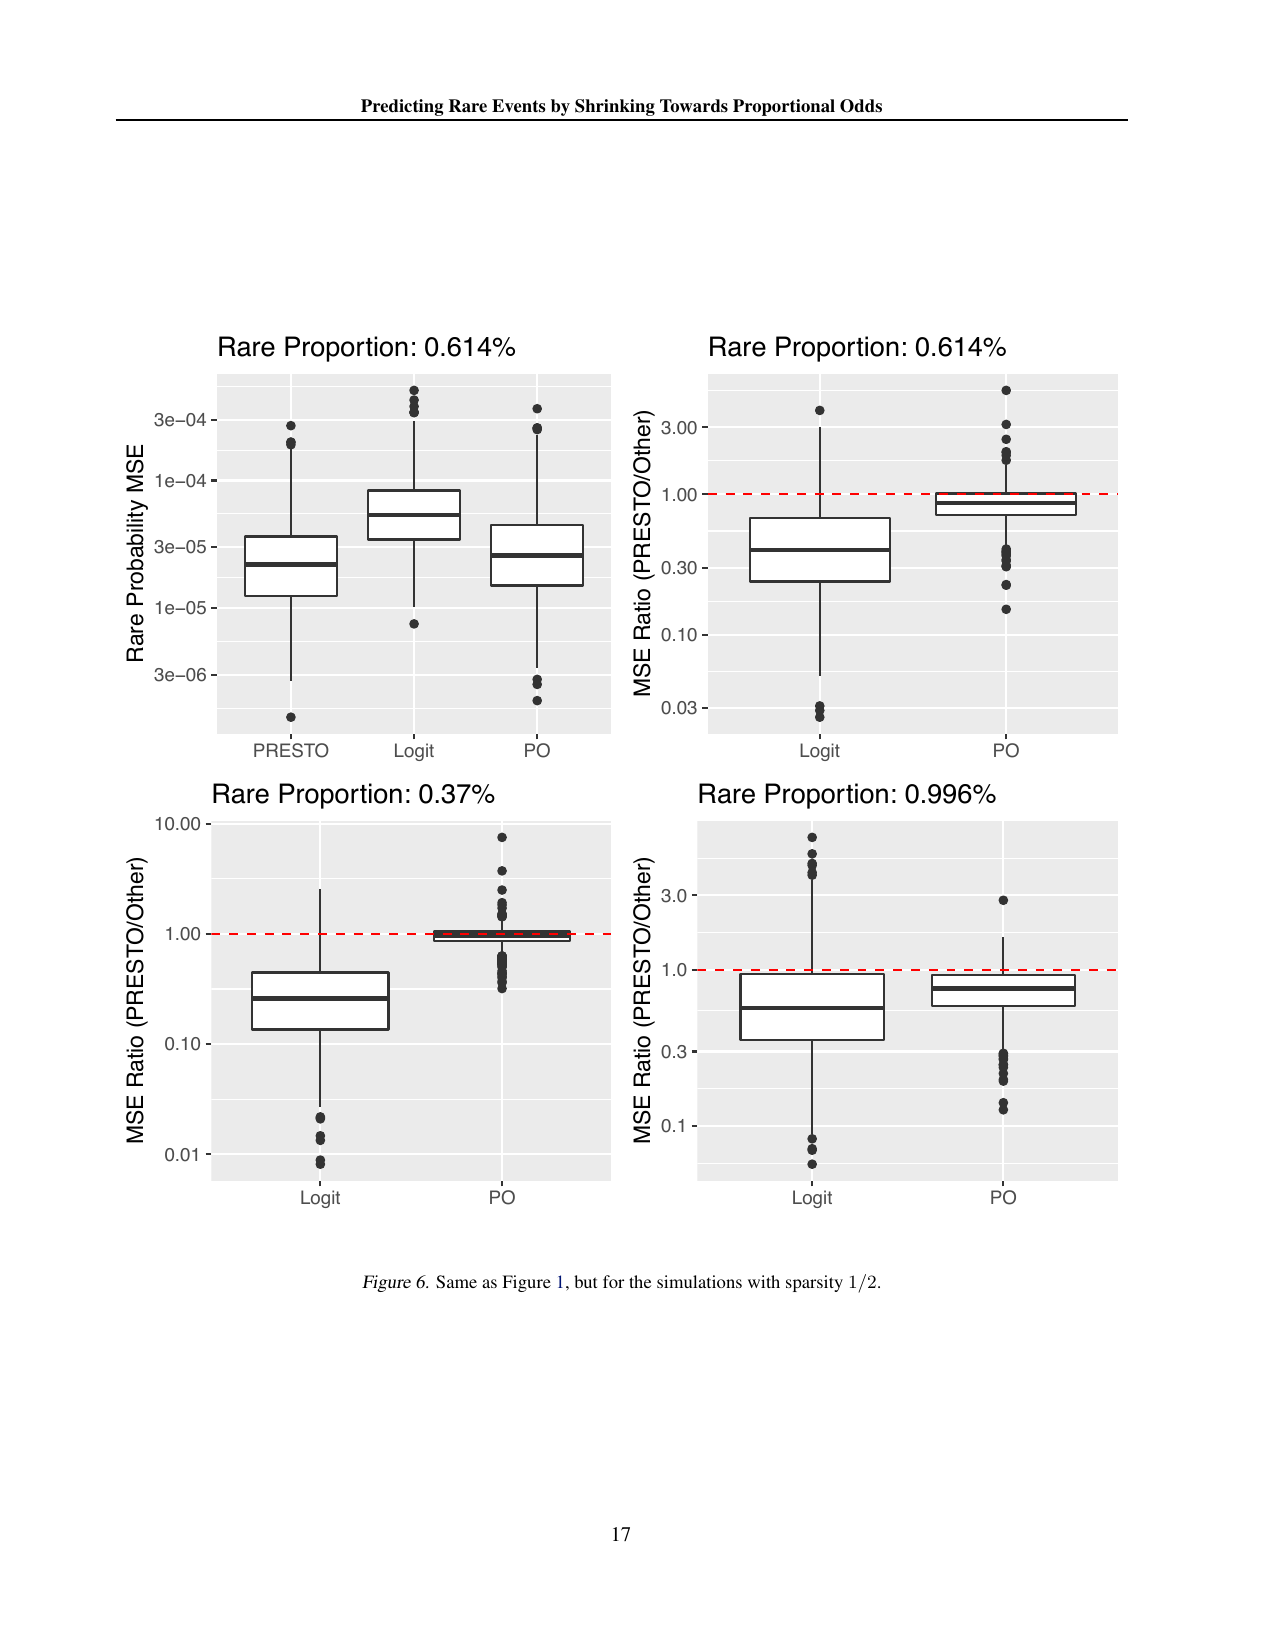 Predicting Rare Events by Shrinking Towards Proportional Odds
Rare Proportion: 0.614%
Rare Probability MSE
3e−04
1e−04
3e−05
1e−05
3e−06
PRESTO
Logit
PO
Rare Proportion: 0.614%
MSE Ratio (PRESTO/Other)
3.00
1.00
0.30
0.10
0.03
Logit
PO
Rare Proportion: 0.37%
MSE Ratio (PRESTO/Other)
10.00
1.00
0.10
0.01
Logit
PO
Rare Proportion: 0.996%
MSE Ratio (PRESTO/Other)
3.0
1.0
0.3
0.1
Logit
PO
Figure 6. Same as Figure 1, but for the simulations with sparsity 1/2.
17